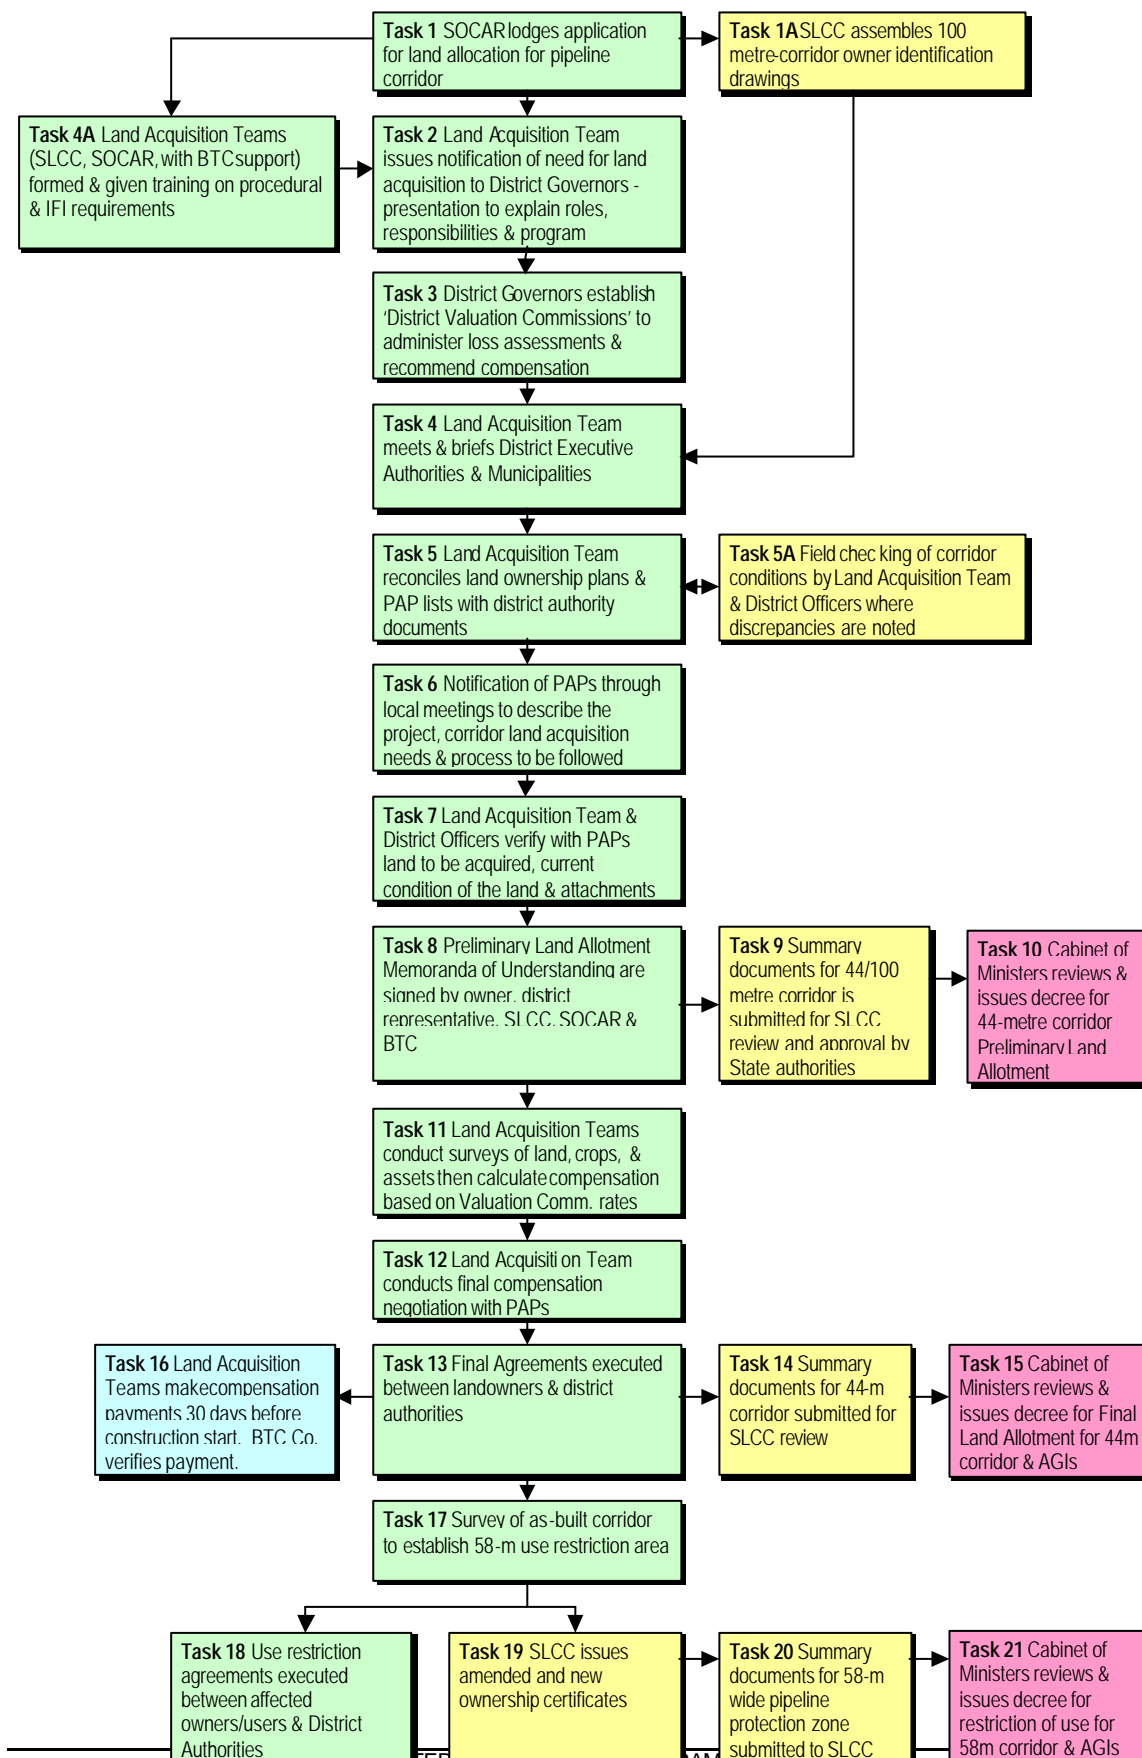 Task 1 SOCAR lodges application
for land allocation for pipeline
corridor
Task 1A SLCC assembles 100
metre-corridor owner identification
drawings
Task 4A Land Acquisition Teams
(SLCC, SOCAR, with BTC support)
formed & given training on procedural
& IFI requirements
Task 2 Land Acquisition Team
issues notification of need for land
acquisition to District Governors -
presentation to explain roles,
responsibilities & program
Task 3 District Governors establish
‘District Valuation Commissions’ to
administer loss assessments &
recommend compensation
Task 4 Land Acquisition Team
meets & briefs District Executive
Authorities & Municipalities
Task 5 Land Acquisition Team
reconciles land ownership plans &
PAP lists with district authority
documents
Task 5A Field checking of corridor
conditions by Land Acquisition Team
& District Officers where
discrepancies are noted
Task 6 Notification of PAPs through
local meetings to describe the
project, corridor land acquisition
needs & process to be followed
Task 7 Land Acquisition Team &
District Officers verify with PAPs
land to be acquired, current
condition of the land & attachments
Task 8 Preliminary Land Allotment
Memoranda of Understanding are
signed by owner, district
representative, SLCC, SOCAR &
BTC
Task 9 Summary
documents for 44/100
metre corridor is
submitted for SLCC
review and approval by
State authorities
Task 10 Cabinet of
Ministers reviews &
issues decree for
44-metre corridor
Preliminary Land
Allotment
Task 11 Land Acquisition Teams
conduct surveys of land, crops, &
assets then calculate compensation
based on Valuation Comm. rates
Task 12 Land Acquisition Team
conducts final compensation
negotiation with PAPs
Task 16 Land Acquisition
Teams make compensation
payments 30 days before
construction start. BTC Co.
verifies payment.
Task 13 Final Agreements executed
between landowners & district
authorities
Task 14 Summary
documents for 44-m
corridor submitted for
SLCC review
Task 15 Cabinet of
Ministers reviews &
issues decree for Final
Land Allotment for 44m
corridor & AGIs
Task 17 Survey of as-built corridor
to establish 58-m use restriction area
Task 18 Use restriction
agreements executed
between affected
owners/users & District
Authorities
Task 19 SLCC issues
amended and new
ownership certificates
Task 20 Summary
documents for 58-m
wide pipeline
protection zone
submitted to SLCC
Task 21 Cabinet of
Ministers reviews &
issues decree for
restriction of use for
58m corridor & AGIs